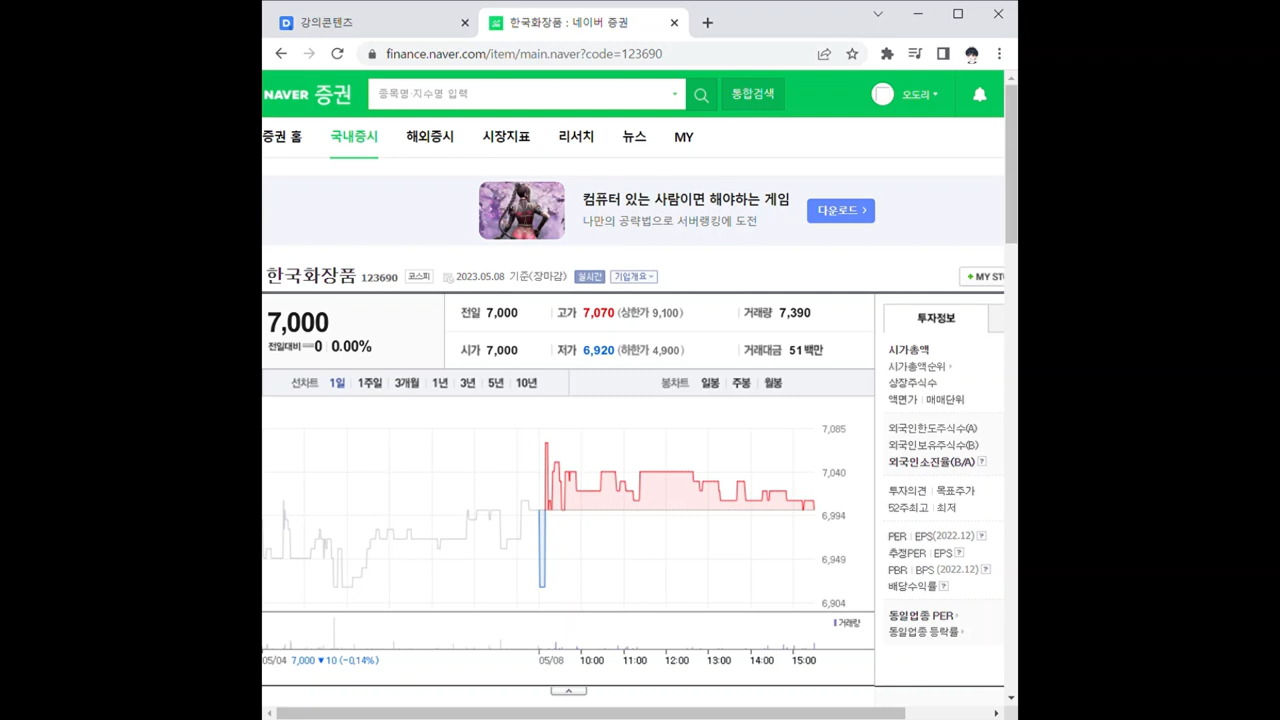 강의콘텐츠
한국화장품 : 네이버 증권
finance.naver.com/item/main.naver?code=123690
NAVER 증권
종목명·지수명 입력
통합검색
오도리
증권 홈 국내증시 해외증시 시장지표 리서치 뉴스 MY
컴퓨터 있는 사람이면 해야하는 게임
나만의 공략법으로 서버랭킹에 도전
다운로드
한국화장품 123690 코스피 2023.05.08 기준(장마감) 실시간 기업개요
+ MY ST
7,000
전일대비 0 0.00%
전일 7,000 고가 7,070 (상한가 9,100) 거래량 7,390
시가 7,000 저가 6,920 (하한가 4,900) 거래대금 51 백만
선차트 1일 1주일 3개월 1년 3년 5년 10년 봉차트 일봉 주봉 월봉
7,085
7,040
6,994
6,949
6,904
거래량
05/04 7,000 ▼10 (-0.14%) 05/08 10:00 11:00 12:00 13:00 14:00 15:00
투자정보
시가총액
시가총액순위
상장주식수
액면가 | 매매단위
외국인한도주식수(A)
외국인보유주식수(B)
외국인소진율(B/A) ?
투자의견 | 목표주가
52주최고 | 최저
PER | EPS(2022.12) ?
추정PER | EPS ?
PBR | BPS (2022.12) ?
배당수익률 ?
동일업종 PER
동일업종 등락률